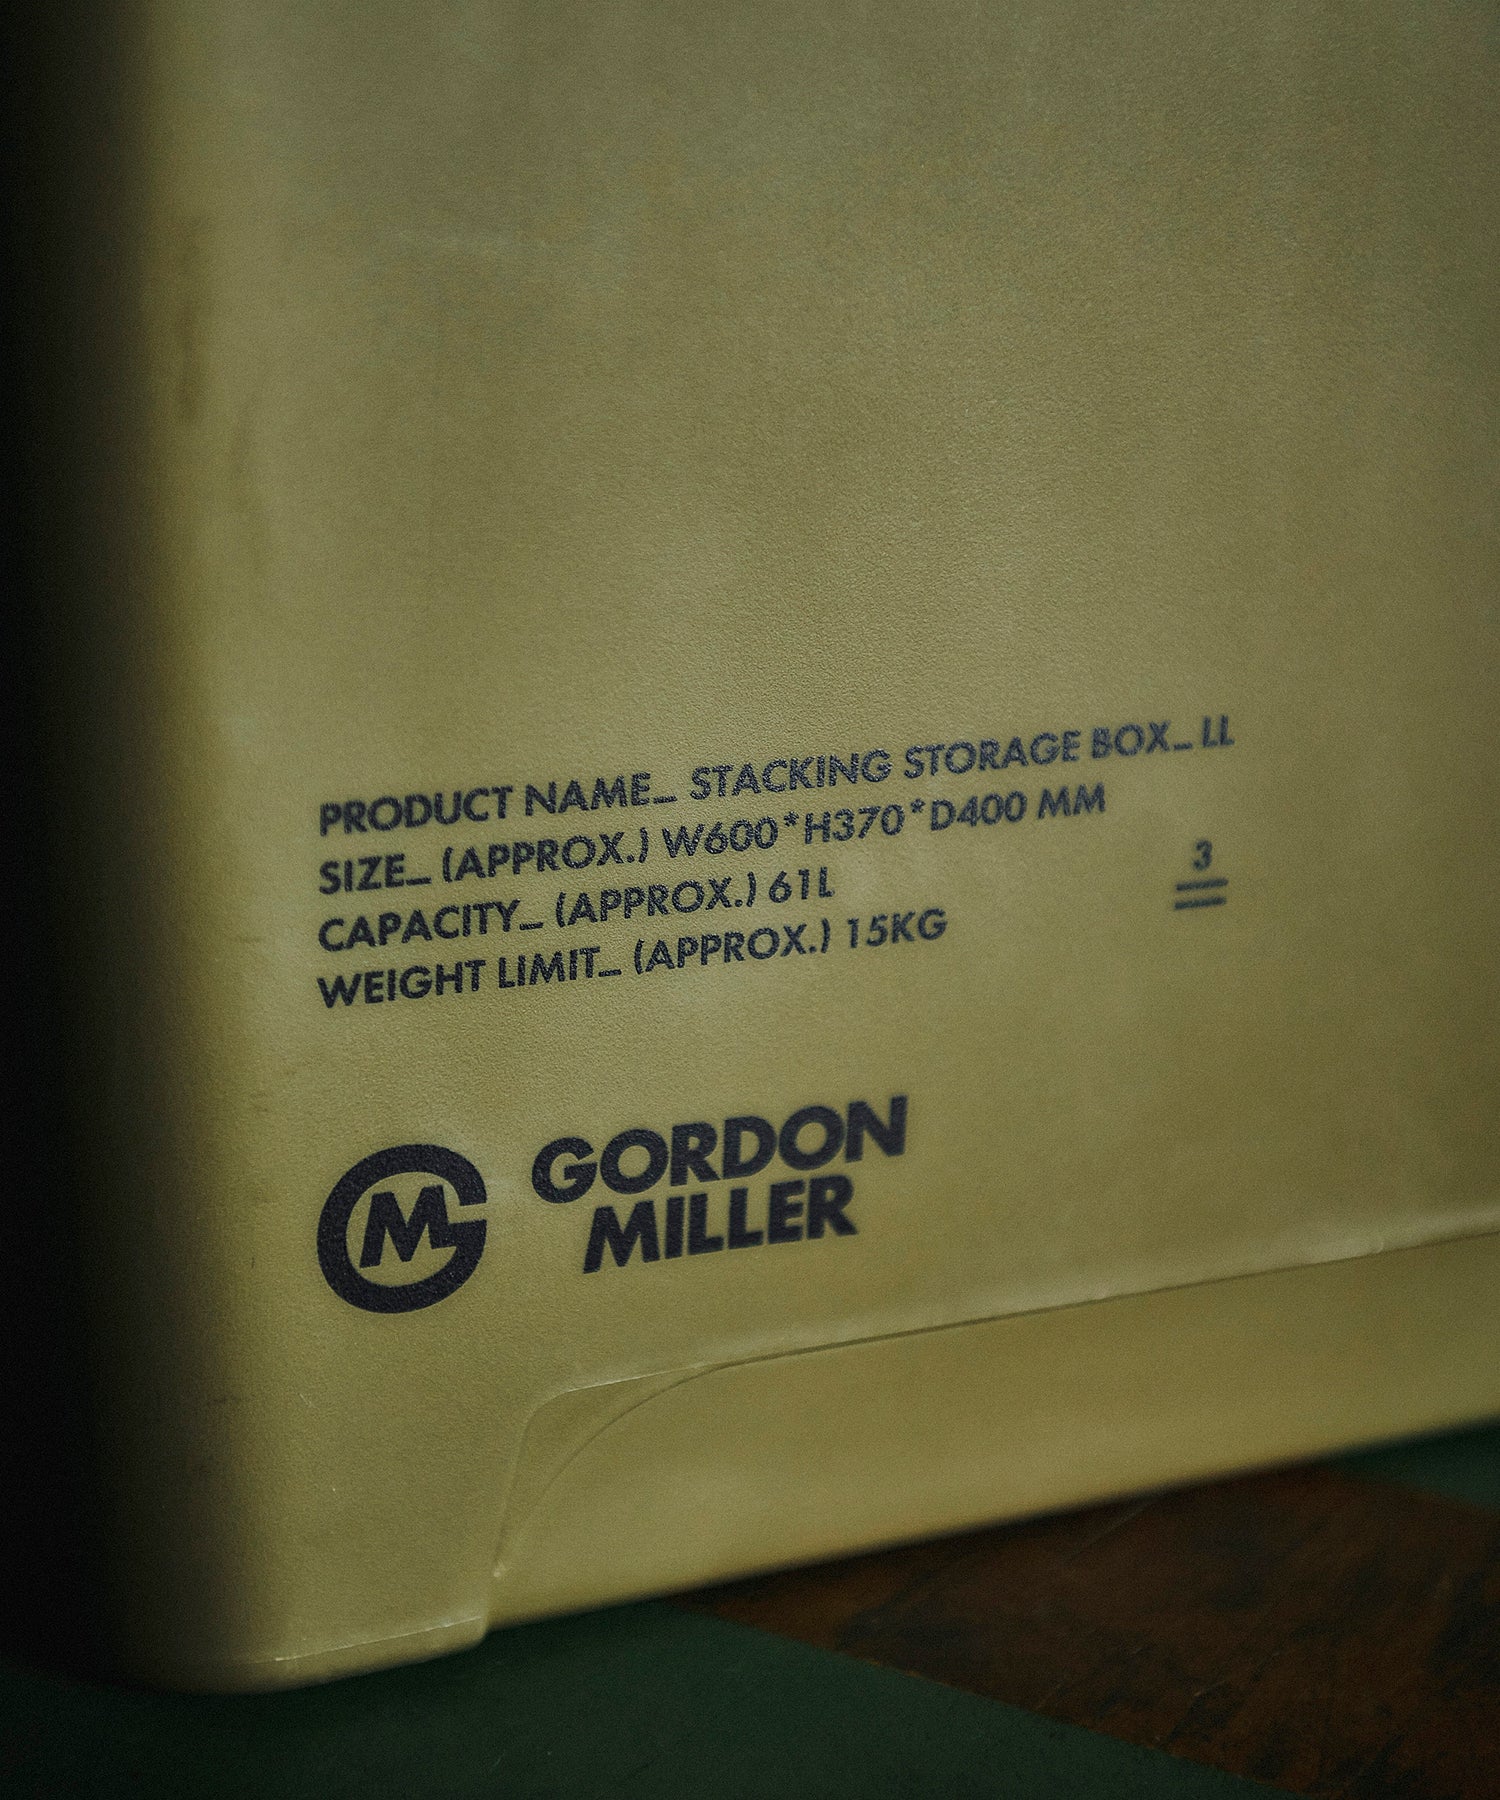 PRODUCT NAME_ STACKING STORAGE BOX_ LL
SIZE_ (APPROX.) W600*H370*D400 MM
CAPACITY_ (APPROX.) 61L
WEIGHT LIMIT_ (APPROX.) 15KG
3
GM
GORDON
MILLER